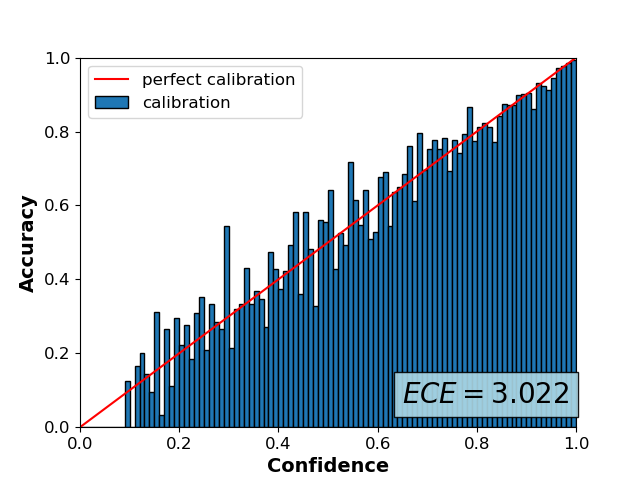 perfect calibration
calibration
1.0
0.8
0.6
0.4
0.2
0.0
Accuracy
ECE = 3.022
0.0 0.2 0.4 0.6 0.8 1.0
Confidence